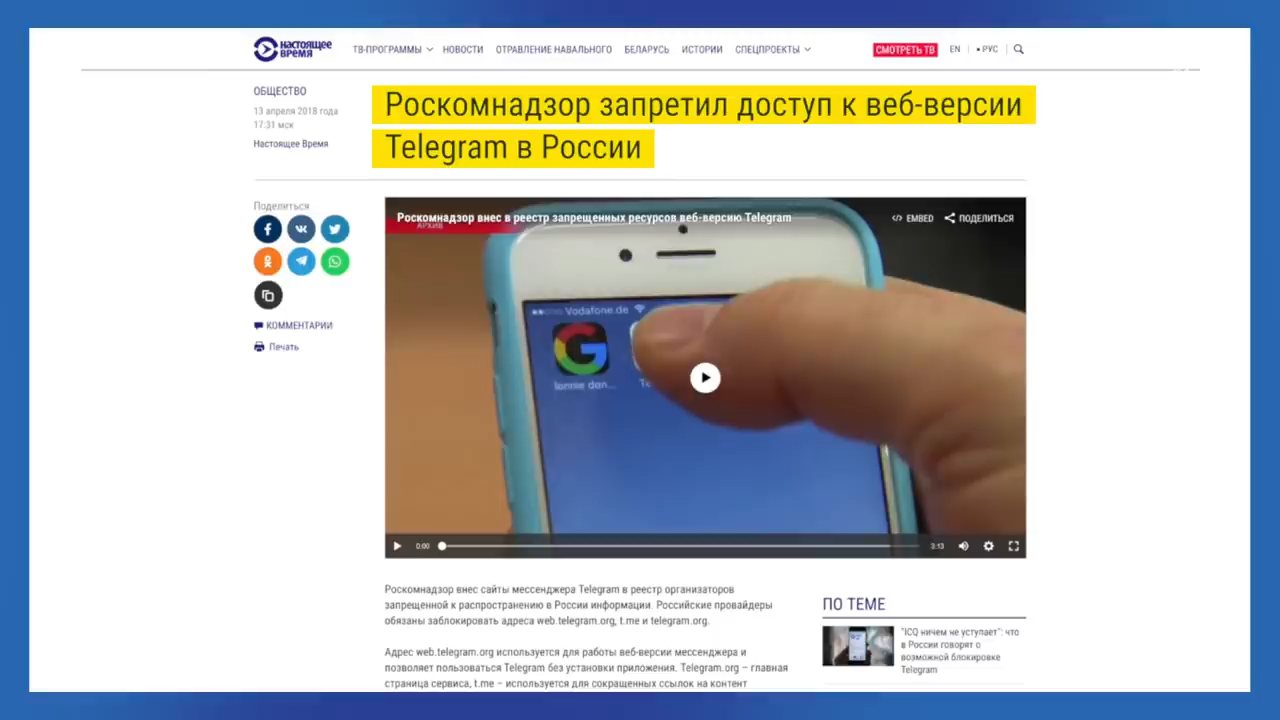 НАСТОЯЩЕЕ
ВРЕМЯ
ТВ-ПРОГРАММЫ
НОВОСТИ
ОТРАВЛЕНИЕ НАВАЛЬНОГО
БЕЛАРУСЬ
ИСТОРИИ
СПЕЦПРОЕКТЫ
СМОТРЕТЬ ТВ
EN
РУС
ОБЩЕСТВО
13 апреля 2018 года
17:31 мск
Настоящее Время
Роскомнадзор запретил доступ к веб-версии
Telegram в России
Поделиться
КОММЕНТАРИИ
Печать
Роскомнадзор внес в реестр запрещенных ресурсов веб-версию Telegram
АРХИВ
EMBED
ПОДЕЛИТЬСЯ
Vodafone.de
0:00
3:13
Роскомнадзор внес сайты мессенджера Telegram в реестр организаторов
запрещенной к распространению в России информации. Российские провайдеры
обязаны заблокировать адреса web.telegram.org, t.me и telegram.org.
Адрес web.telegram.org используется для работы веб-версии мессенджера и
позволяет пользоваться Telegram без установки приложения. Telegram.org – главная
страница сервиса, t.me – используется для сокращенных ссылок на контент
ПО ТЕМЕ
"ICQ ничем не уступает": что
в России говорят о
возможной блокировке
Telegram